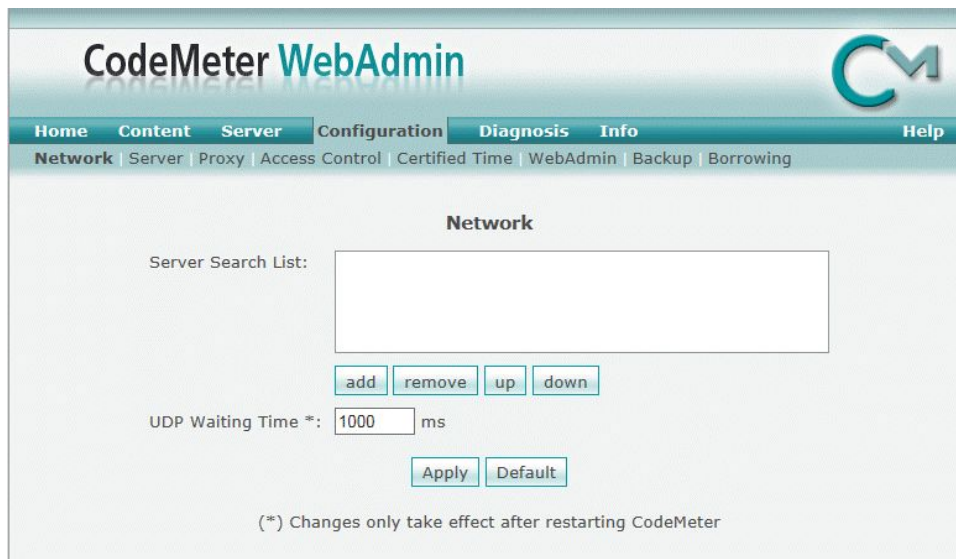 CodeMeter WebAdmin
CM
Home Content Server Configuration Diagnosis Info Help
Network | Server | Proxy | Access Control | Certified Time | WebAdmin | Backup | Borrowing
Network
Server Search List:
add remove up down
UDP Waiting Time *: 1000 ms
Apply Default
(*) Changes only take effect after restarting CodeMeter